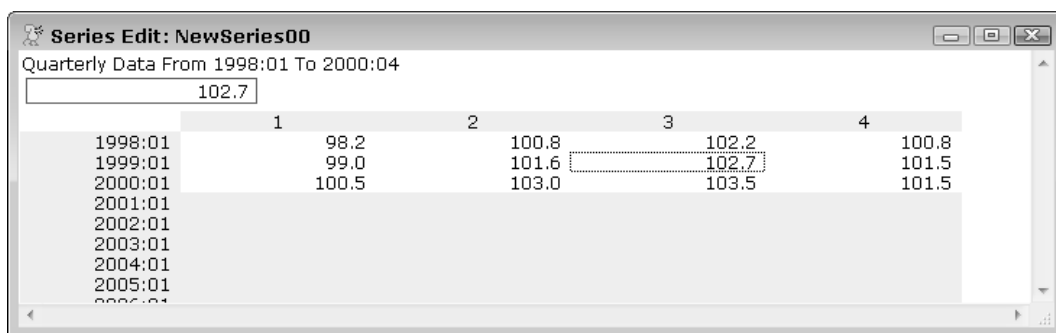 Series Edit: NewSeries00
Quarterly Data From 1998:01 To 2000:04
102.7
1 2 3 4
1998:01 98.2 100.8 102.2 100.8
1999:01 99.0 101.6 102.7 101.5
2000:01 100.5 103.0 103.5 101.5
2001:01
2002:01
2003:01
2004:01
2005:01